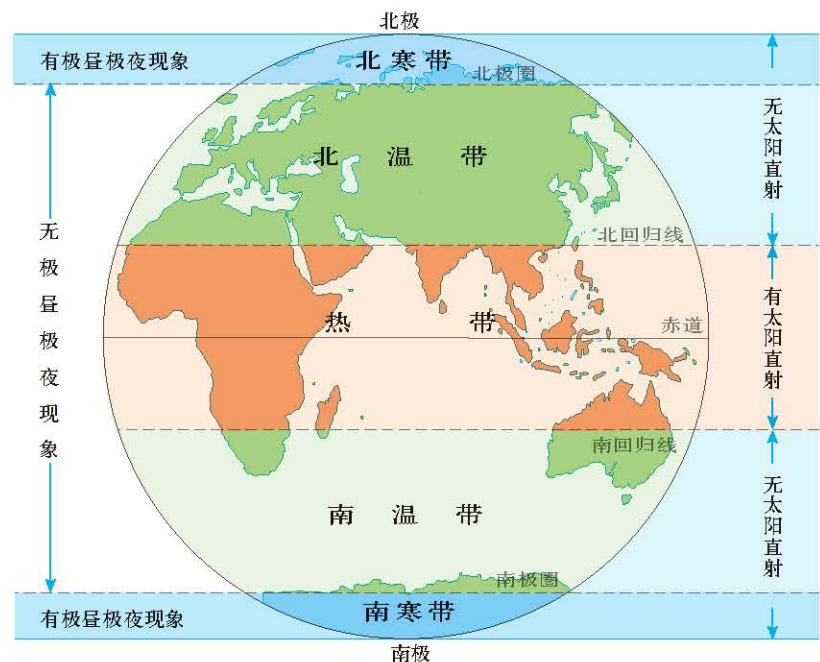 北极
有极昼极夜现象
北寒带
北极圈
无太阳直射
北温带
北回归线
无极昼极夜现象
有太阳直射
热带
赤道
南回归线
南温带
无太阳直射
南极圈
有极昼极夜现象
南寒带
南极